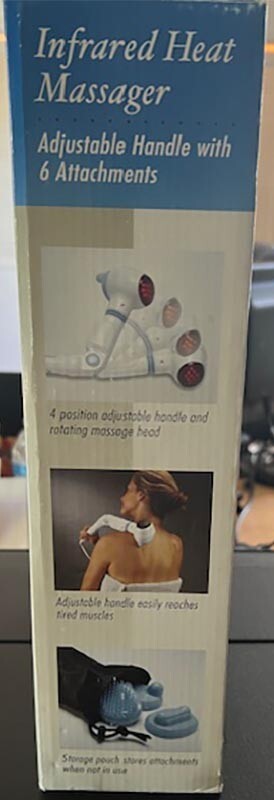 Infrared Heat
Massager
Adjustable Handle with
6 Attachments
4 position adjustable handle and
rotating massage head
Adjustable handle easily reaches
tired muscles
Storage pouch stores attachments
when not in use